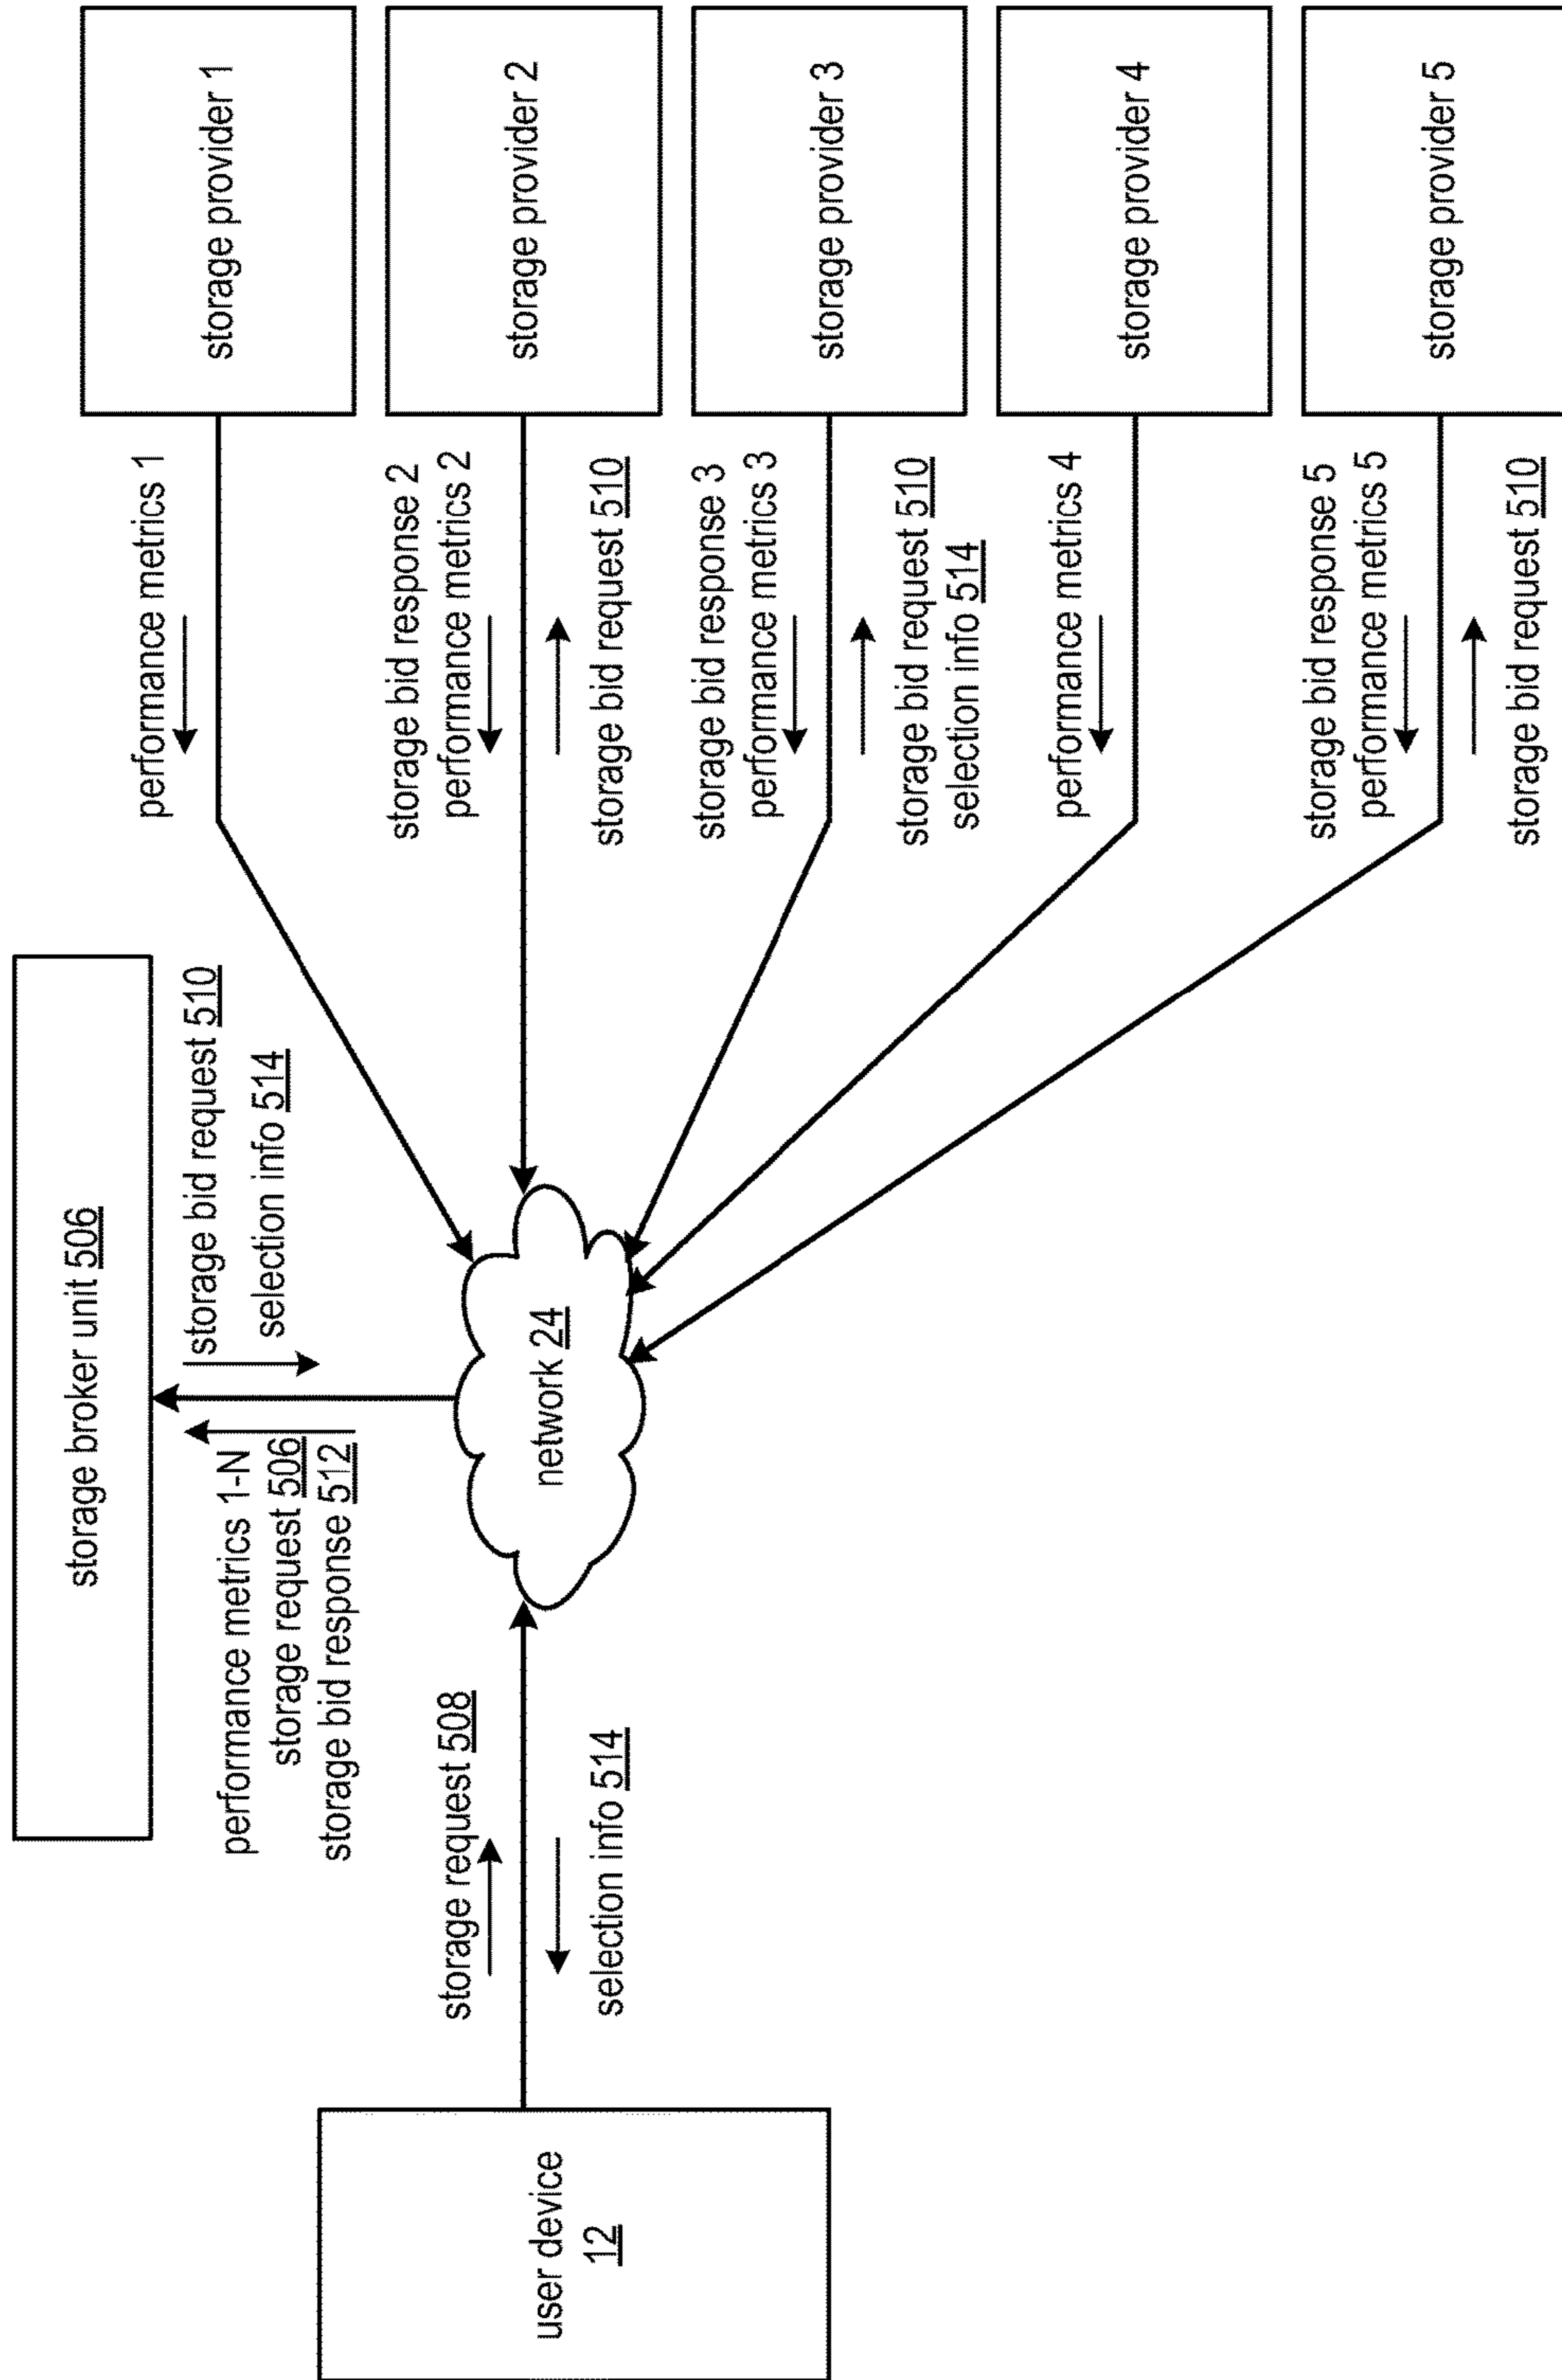 storage broker unit 506
storage bid request 510
selection info 514
performance metrics 1-N
storage request 506
storage bid response 512
network 24
user device
12
storage request 508
selection info 514
performance metrics 1
storage provider 1
storage bid response 2
performance metrics 2
storage bid request 510
storage provider 2
storage bid response 3
performance metrics 3
storage bid request 510
selection info 514
storage provider 3
performance metrics 4
storage provider 4
storage bid response 5
performance metrics 5
storage bid request 510
storage provider 5